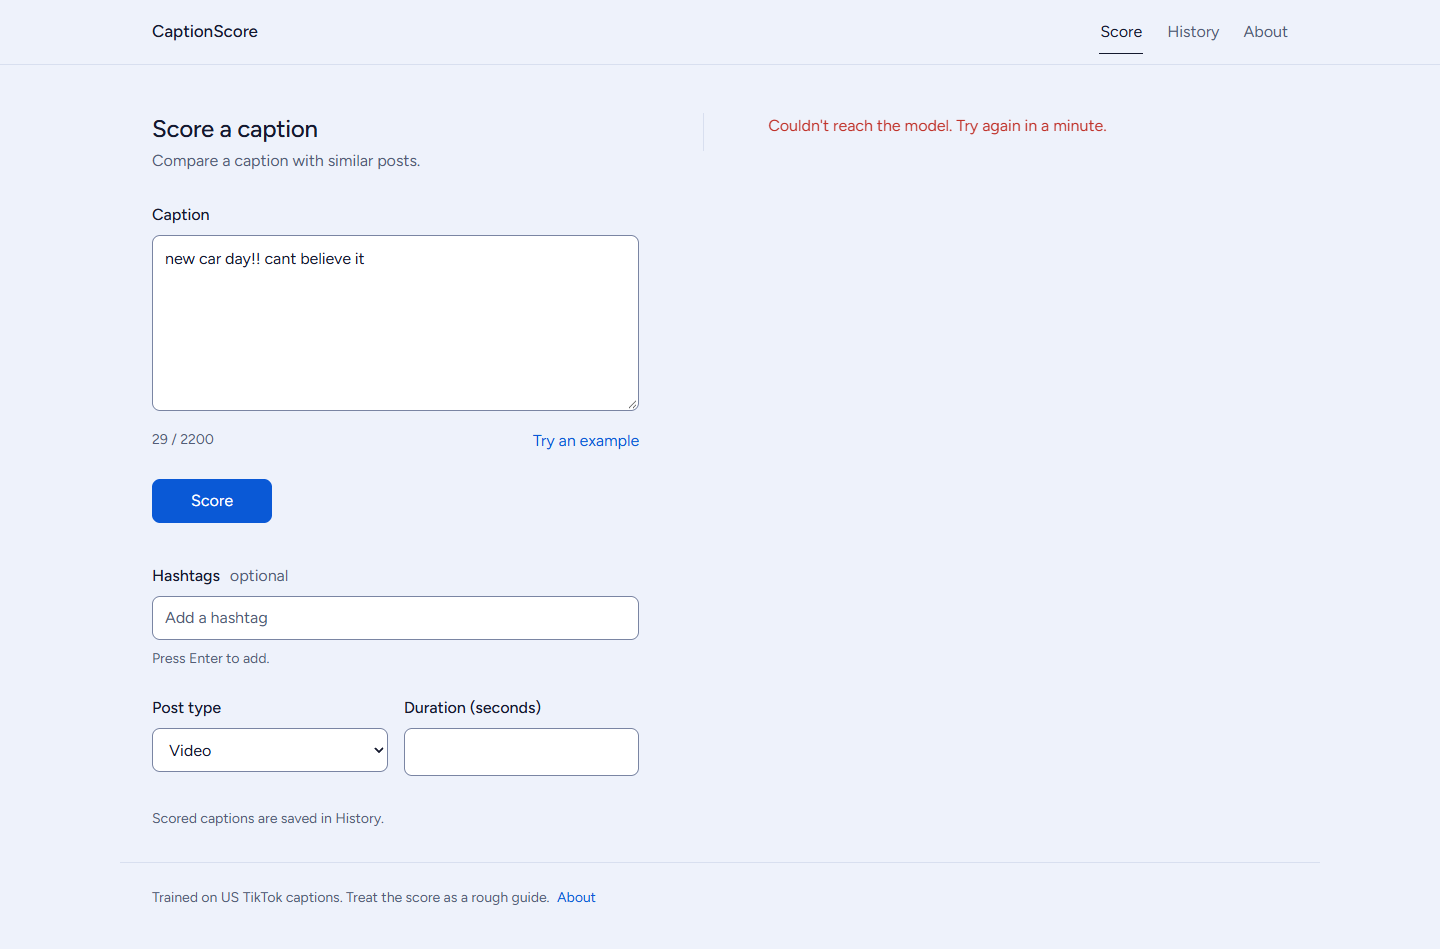 CaptionScore
Score
History
About
Score a caption
Compare a caption with similar posts.
Caption
new car day!! cant believe it
29 / 2200
Try an example
Score
Hashtags optional
Add a hashtag
Press Enter to add.
Post type
Video
Duration (seconds)
Scored captions are saved in History.
Couldn't reach the model. Try again in a minute.
Trained on US TikTok captions. Treat the score as a rough guide. About